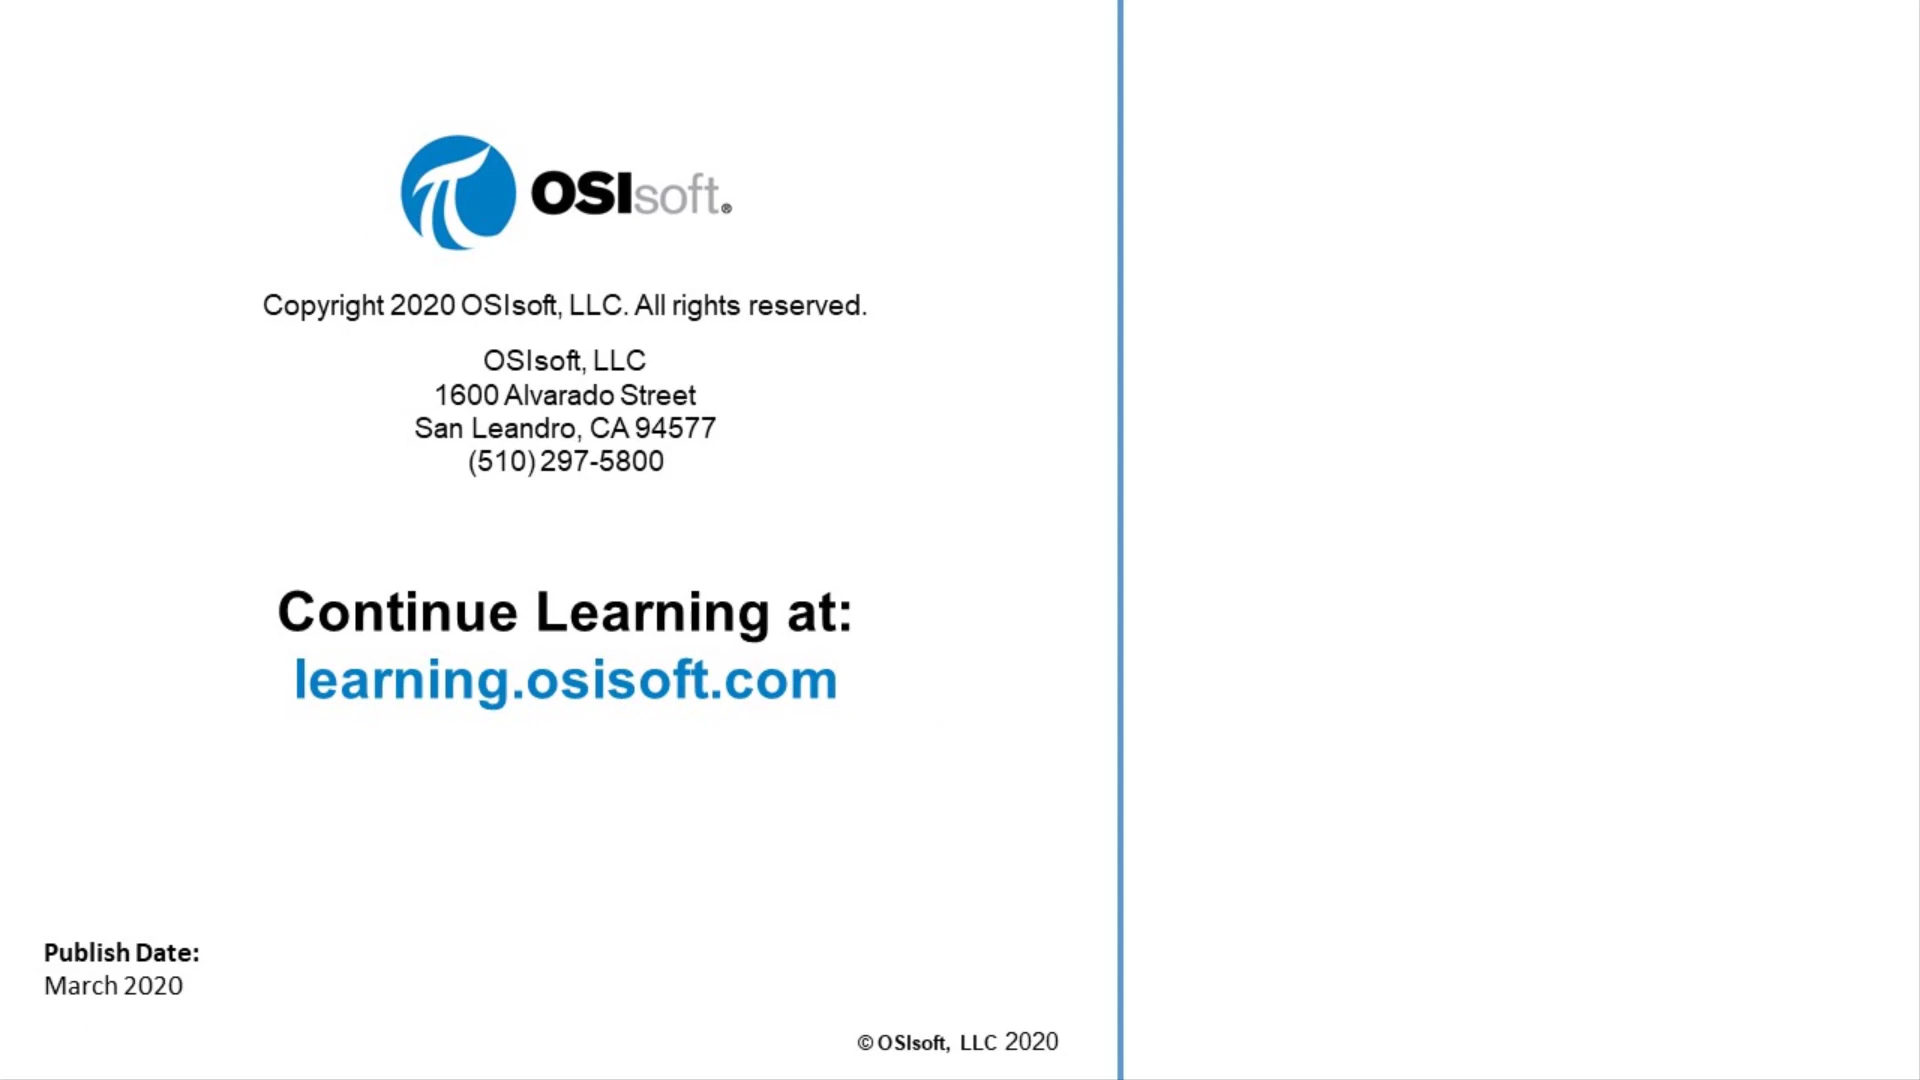 OSIsoft®
Copyright 2020 OSIsoft, LLC. All rights reserved.
OSIsoft, LLC
1600 Alvarado Street
San Leandro, CA 94577
(510) 297-5800
Continue Learning at:
learning.osisoft.com
Publish Date:
March 2020
© OSIsoft, LLC 2020